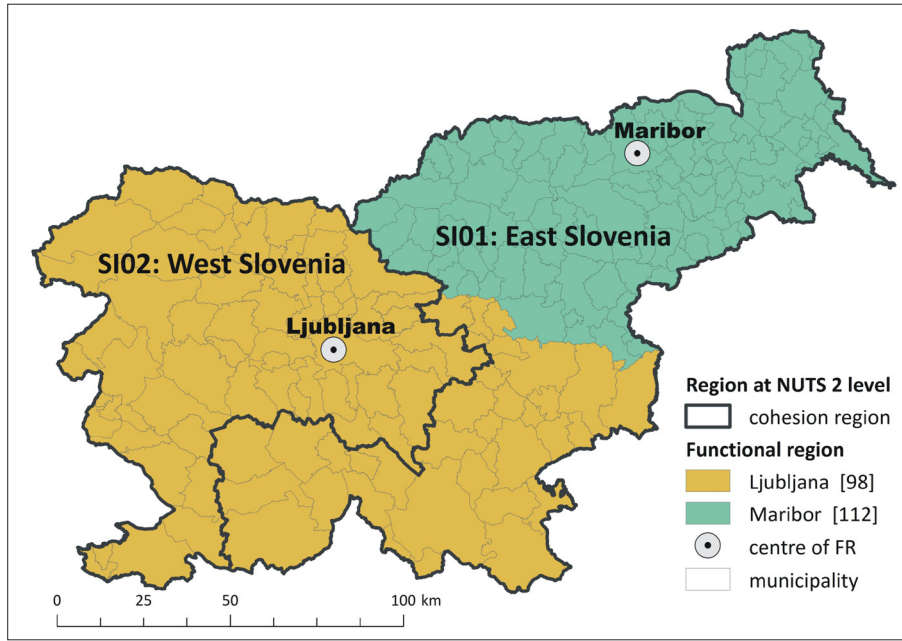 Maribor
SI01: East Slovenia
SI02: West Slovenia
Ljubljana
Region at NUTS 2 level
cohesion region
Functional region
Ljubljana [98]
Maribor [112]
centre of FR
municipality
0 25 50 100 km